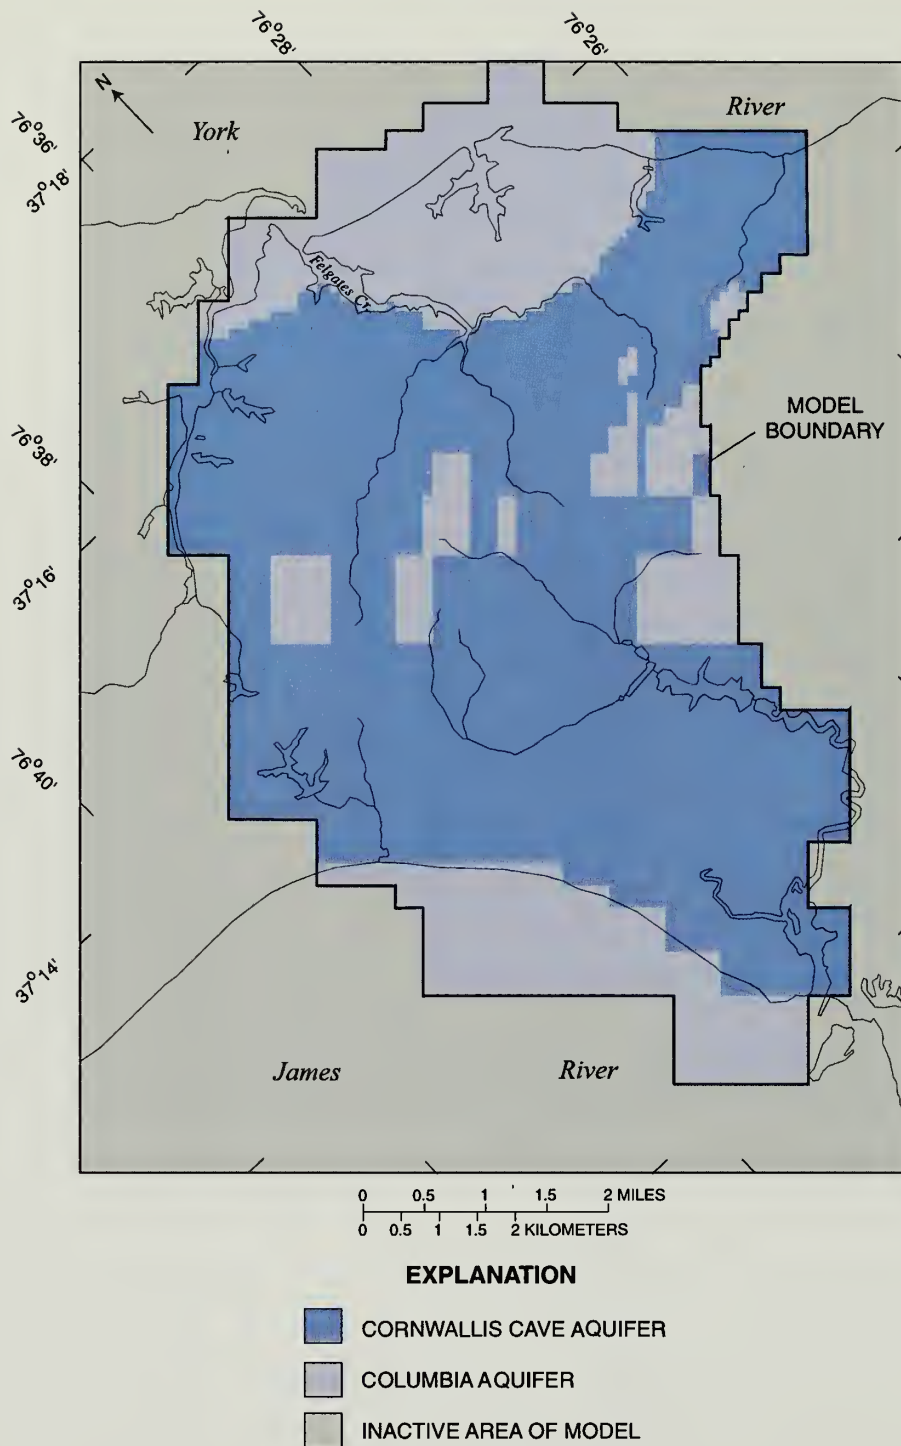 76°28'
76°26'
N
York
River
76°36'
37°18'
Felgates Cr.
MODEL
BOUNDARY
76°38'
37°16'
76°40'
37°14'
James
River
0 0.5 1 1.5 2 MILES
0 0.5 1 1.5 2 KILOMETERS
EXPLANATION
CORNWALLIS CAVE AQUIFER
COLUMBIA AQUIFER
INACTIVE AREA OF MODEL